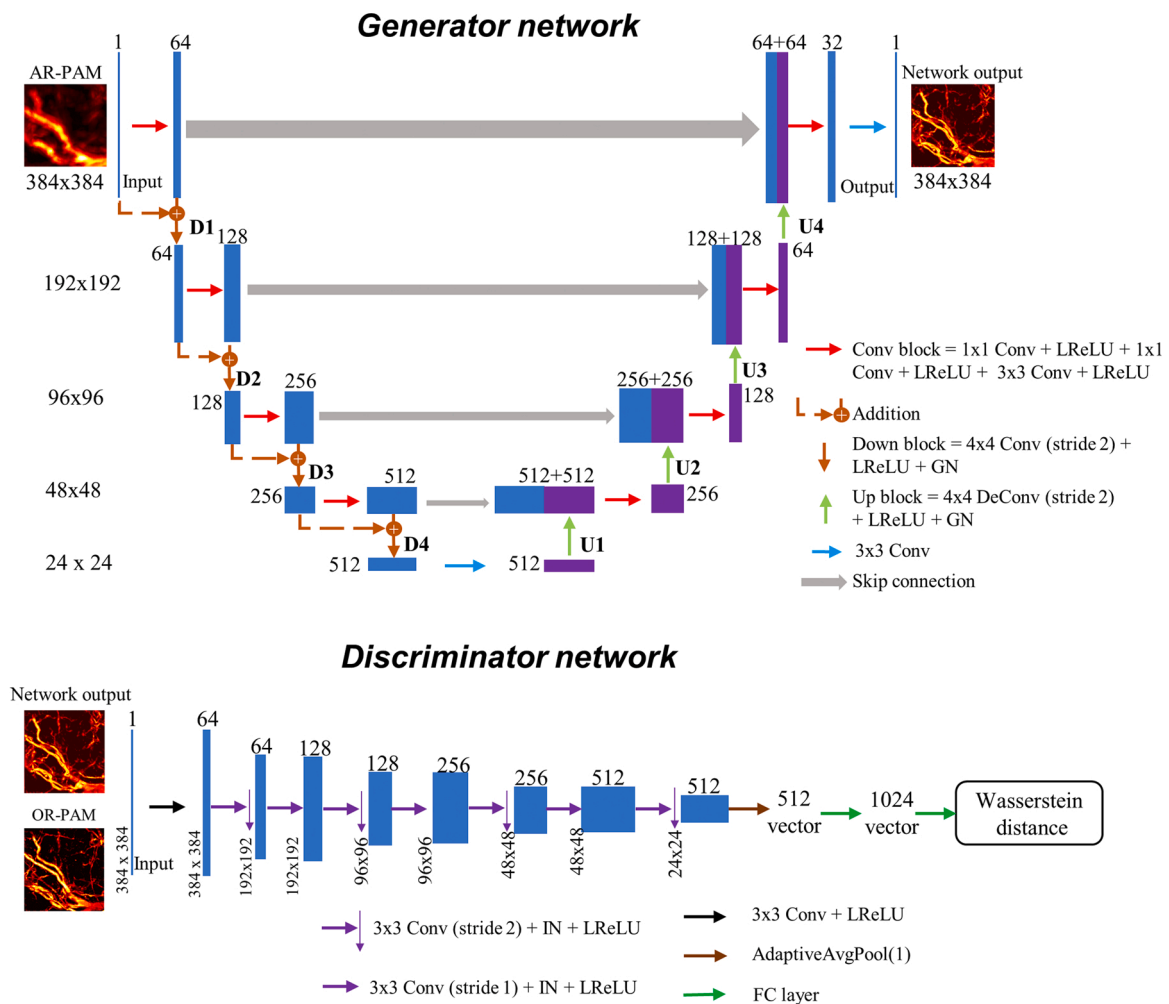 Generator network
1
64
64+64
32
1
AR-PAM
Network output
384x384
Input
Output
384x384
D1
U4
192x192
64
128
128+128
64
D2
U3
96x96
128
256
256+256
128
D3
U2
48x48
256
512
512+512
256
D4
U1
24 x 24
512
512
Conv block = 1x1 Conv + LReLU + 1x1
Conv + LReLU + 3x3 Conv + LReLU
Addition
Down block = 4x4 Conv (stride 2) +
LReLU + GN
Up block = 4x4 DeConv (stride 2)
+ LReLU + GN
3x3 Conv
Skip connection
Discriminator network
Network output
OR-PAM
1
384 x 384
Input
64
384 x 384
64
192x192
128
192x192
128
96x96
256
96x96
256
48x48
512
48x48
512
24x24
512
vector
1024
vector
Wasserstein
distance
3x3 Conv (stride 2) + IN + LReLU
3x3 Conv (stride 1) + IN + LReLU
3x3 Conv + LReLU
AdaptiveAvgPool(1)
FC layer